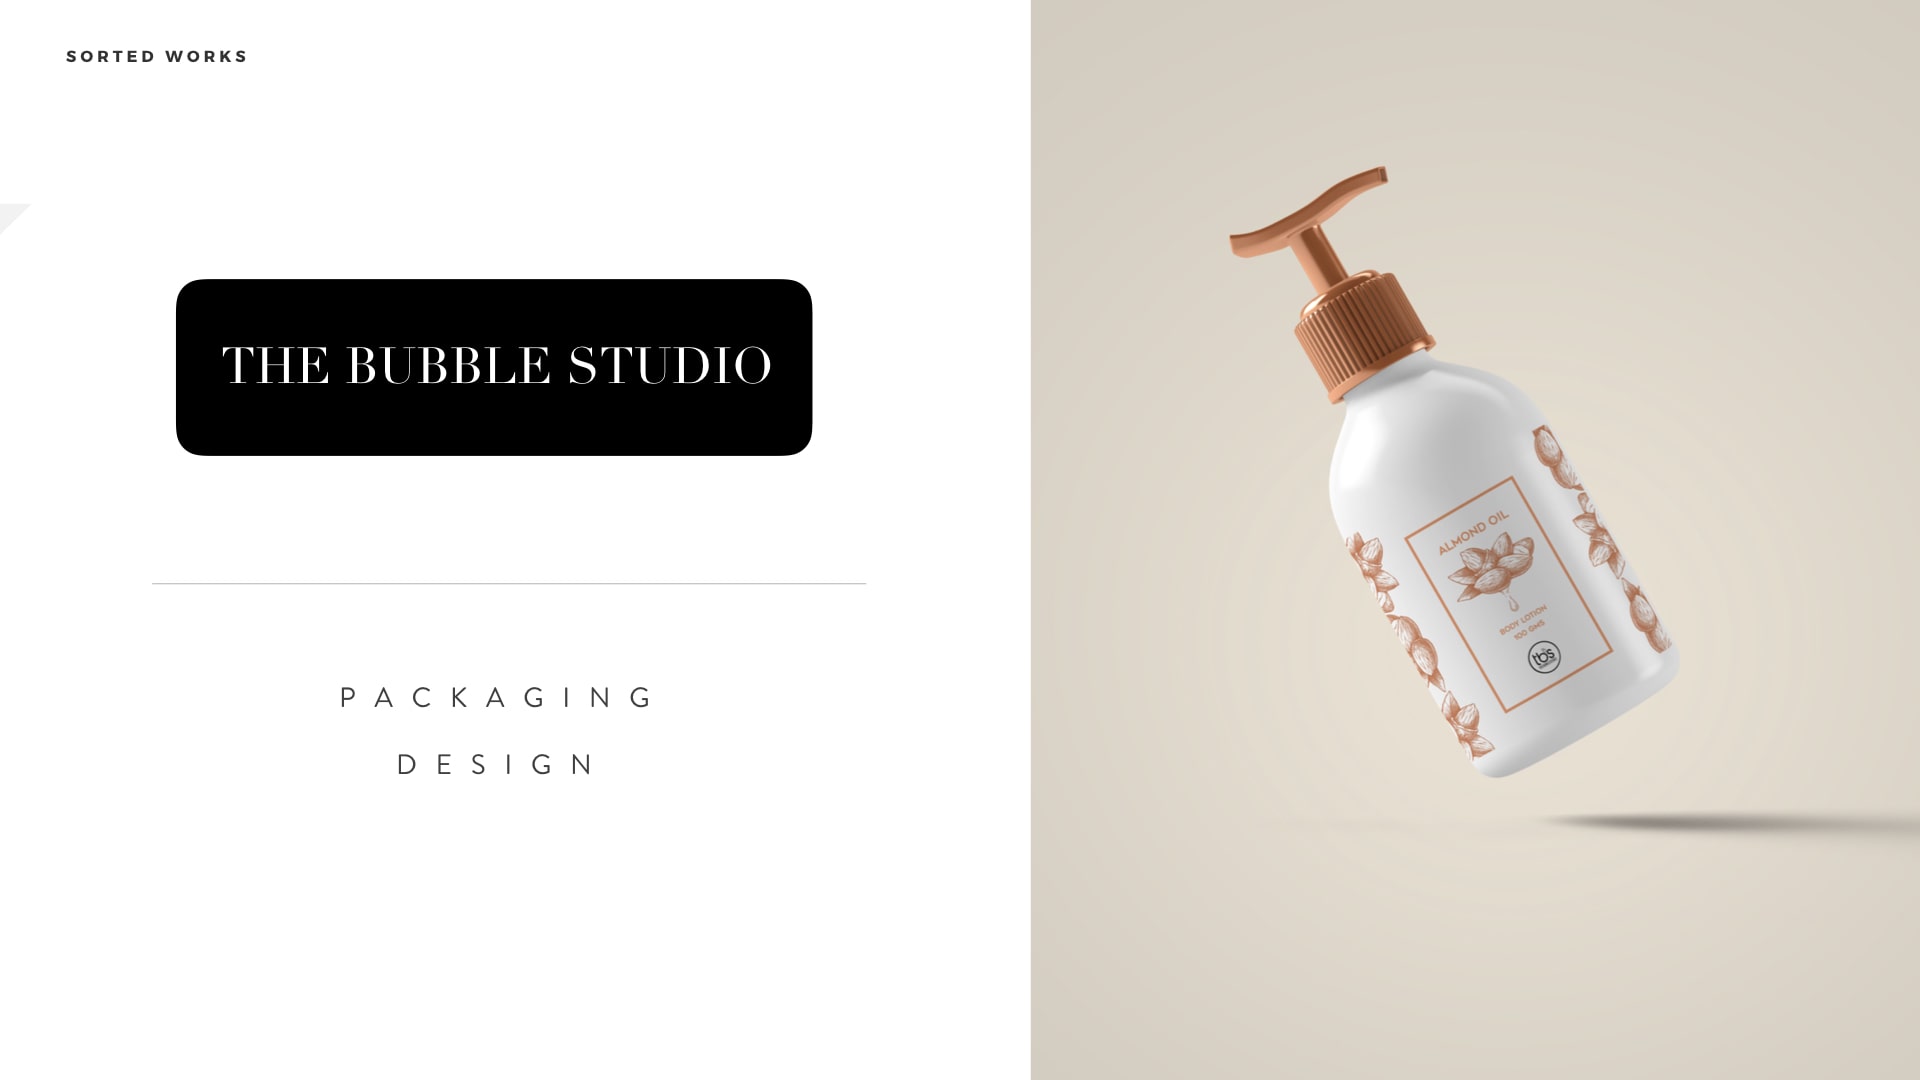 SORTED WORKS
THE BUBBLE STUDIO
PACKAGING
DESIGN
ALMOND OIL
BODY LOTION
100 GMS
tbs